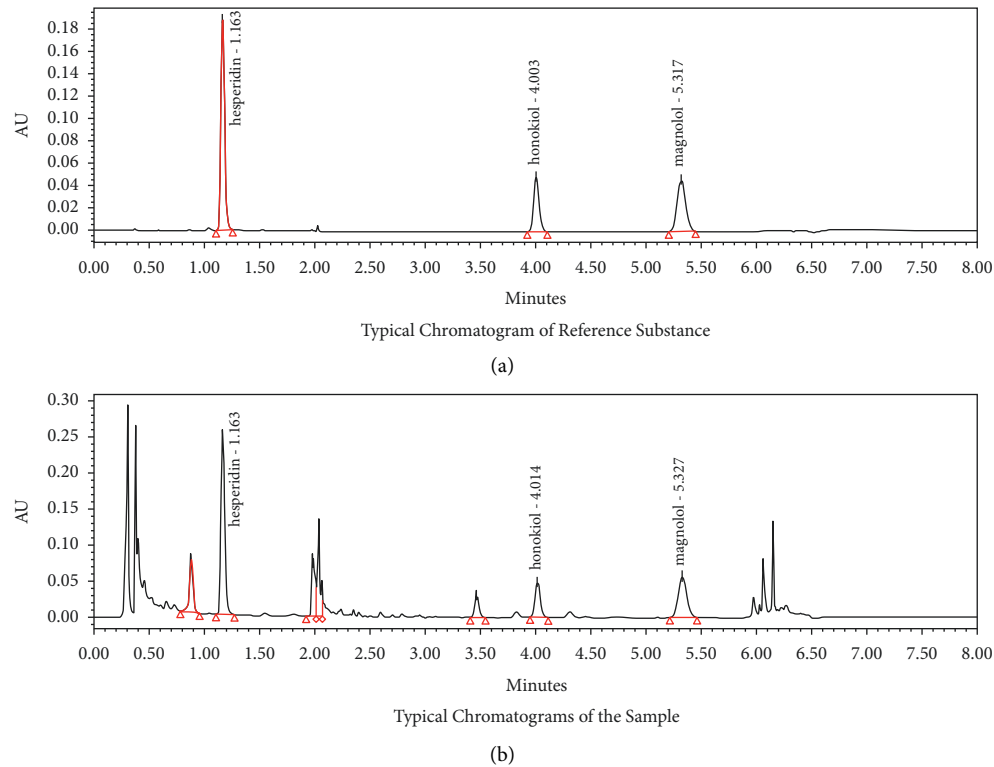 0.18
0.16
0.14
0.12
0.10
0.08
0.06
0.04
0.02
0.00
AU
hesperidin - 1.163
honokiol - 4.003
magnolol - 5.317
0.00 0.50 1.00 1.50 2.00 2.50 3.00 3.50 4.00 4.50 5.00 5.50 6.00 6.50 7.00 7.50 8.00
Minutes
Typical Chromatogram of Reference Substance
(a)
0.30
0.25
0.20
0.15
0.10
0.05
0.00
AU
hesperidin - 1.163
honokiol - 4.014
magnolol - 5.327
0.00 0.50 1.00 1.50 2.00 2.50 3.00 3.50 4.00 4.50 5.00 5.50 6.00 6.50 7.00 7.50 8.00
Minutes
Typical Chromatograms of the Sample
(b)